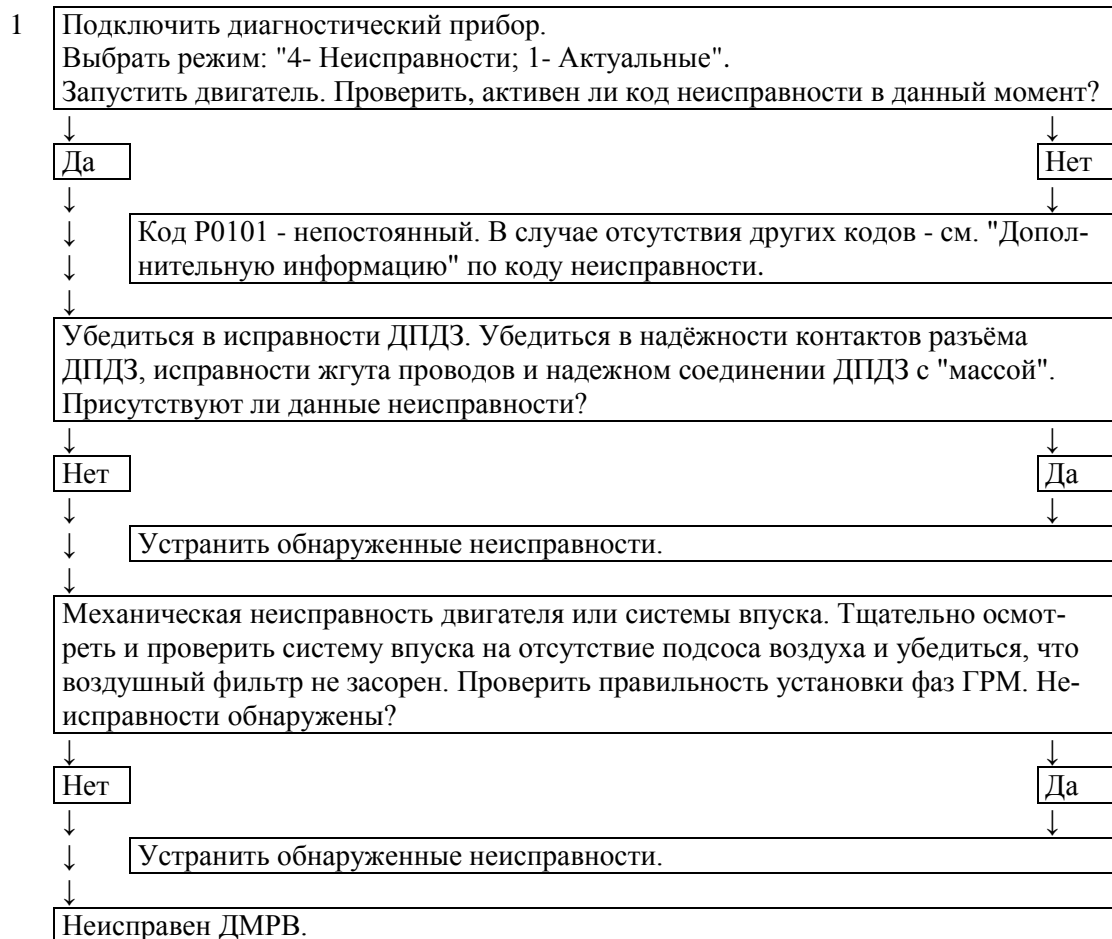 1 Подключить диагностический прибор.
Выбрать режим: "4- Неисправности; 1- Актуальные".
Запустить двигатель. Проверить, активен ли код неисправности в данный момент?
↓ ↓
Да Нет
↓ ↓
↓ Код Р0101 - непостоянный. В случае отсутствия других кодов - см. "Допол-
↓ нительную информацию" по коду неисправности.
↓
Убедиться в исправности ДПДЗ. Убедиться в надёжности контактов разъёма
ДПДЗ, исправности жгута проводов и надежном соединении ДПДЗ с "массой".
Присутствуют ли данные неисправности?
↓ ↓
Нет Да
↓ ↓
↓ Устранить обнаруженные неисправности.
↓
Механическая неисправность двигателя или системы впуска. Тщательно осмот-
реть и проверить систему впуска на отсутствие подсоса воздуха и убедиться, что
воздушный фильтр не засорен. Проверить правильность установки фаз ГРМ. Не-
исправности обнаружены?
↓ ↓
Нет Да
↓ ↓
↓ Устранить обнаруженные неисправности.
↓
Неисправен ДМРВ.